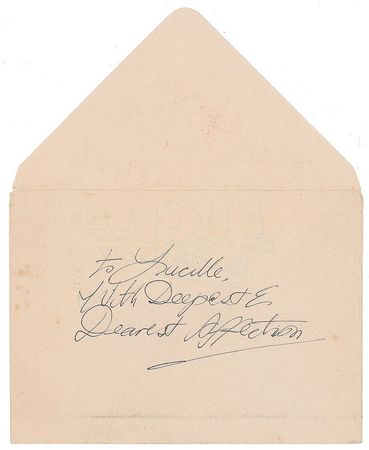 to Lucille,
With Deepest &
Dearest Affection